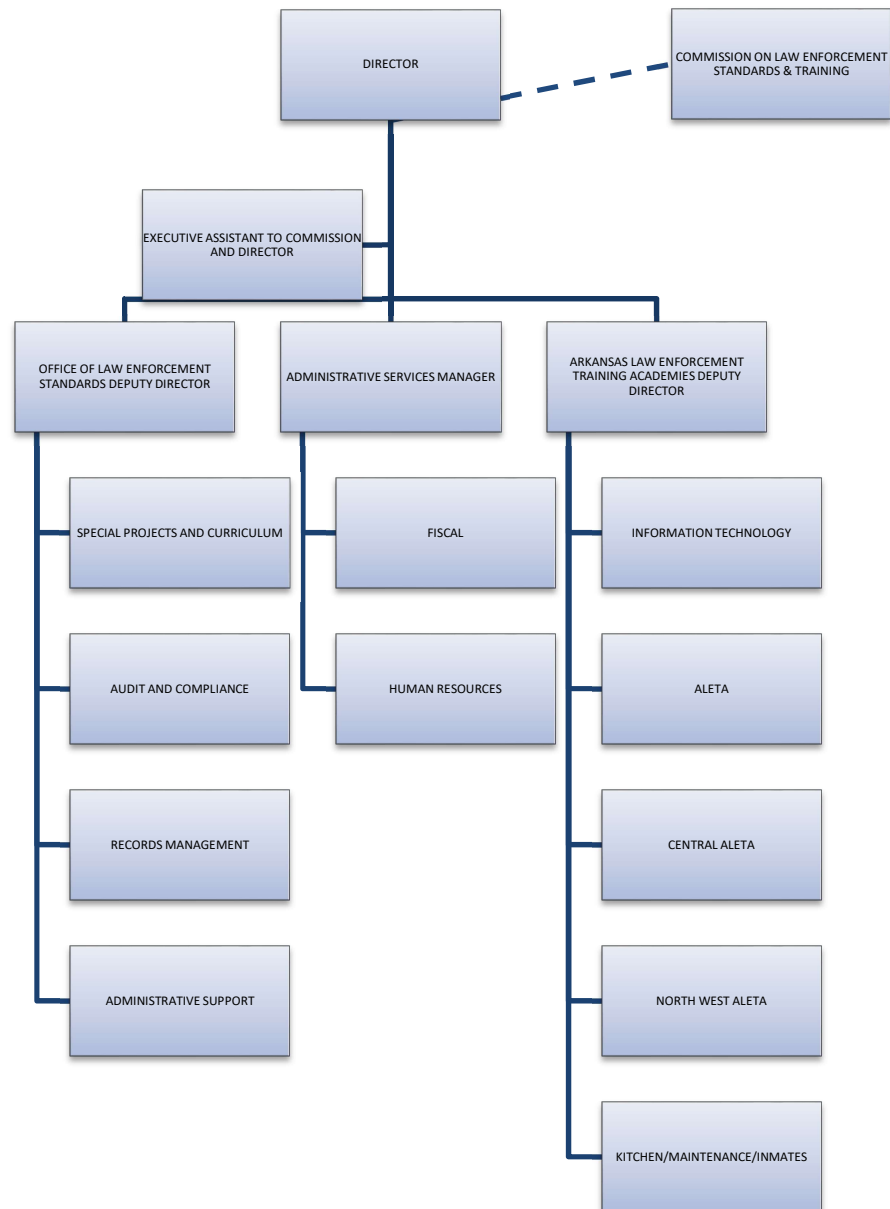 DIRECTOR
COMMISSION ON LAW ENFORCEMENT
STANDARDS & TRAINING
EXECUTIVE ASSISTANT TO COMMISSION
AND DIRECTOR
OFFICE OF LAW ENFORCEMENT
STANDARDS DEPUTY DIRECTOR
ADMINISTRATIVE SERVICES MANAGER
ARKANSAS LAW ENFORCEMENT
TRAINING ACADEMIES DEPUTY
DIRECTOR
SPECIAL PROJECTS AND CURRICULUM
FISCAL
INFORMATION TECHNOLOGY
AUDIT AND COMPLIANCE
HUMAN RESOURCES
ALETA
RECORDS MANAGEMENT
CENTRAL ALETA
ADMINISTRATIVE SUPPORT
NORTH WEST ALETA
KITCHEN/MAINTENANCE/INMATES